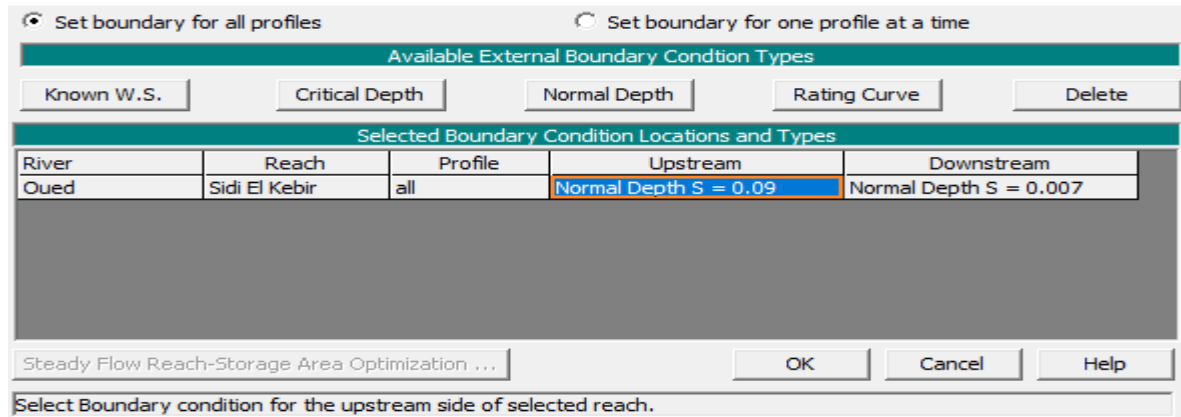 Set boundary for all profiles Set boundary for one profile at a time
Available External Boundary Condtion Types
Known W.S. Critical Depth Normal Depth Rating Curve Delete
Selected Boundary Condition Locations and Types
River Reach Profile Upstream Downstream
Oued Sidi El Kebir all Normal Depth S = 0.09 Normal Depth S = 0.007
Steady Flow Reach-Storage Area Optimization ... OK Cancel Help
Select Boundary condition for the upstream side of selected reach.